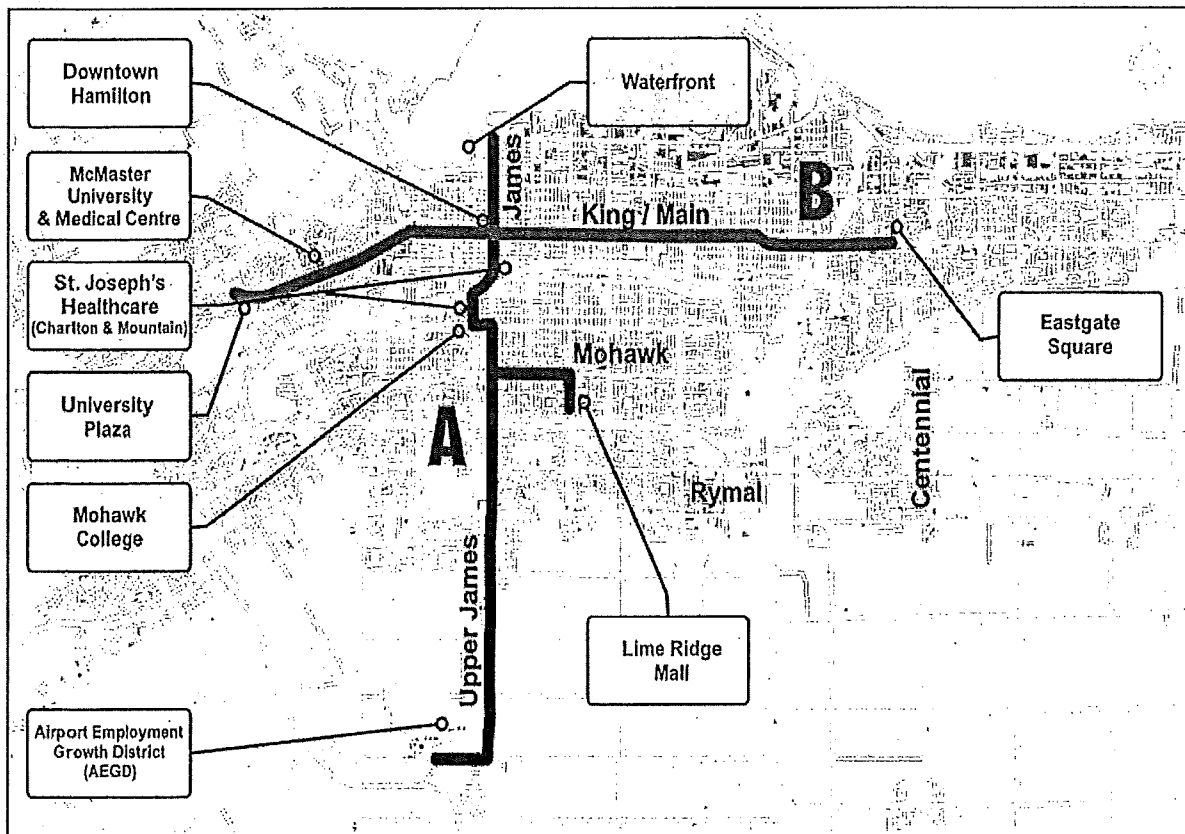 Downtown
Hamilton
Waterfront
McMaster
University
& Medical Centre
James
King / Main
B
St. Joseph's
Healthcare
(Charlton & Mountain)
Eastgate
Square
Mohawk
University
Plaza
A
Centennial
Rymal
Mohawk
College
Upper James
Lime Ridge
Mall
Airport Employment
Growth District
(AEGD)